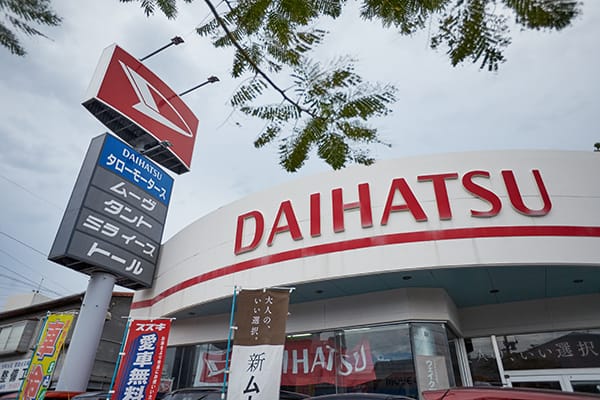 DAIHATSU
タローモータース
ムーヴ
タント
ミライース
トール
DAIHATSU
大人の、
いい選択。
新ム
スズキ
愛車無料
DAIHATSU
いい選択